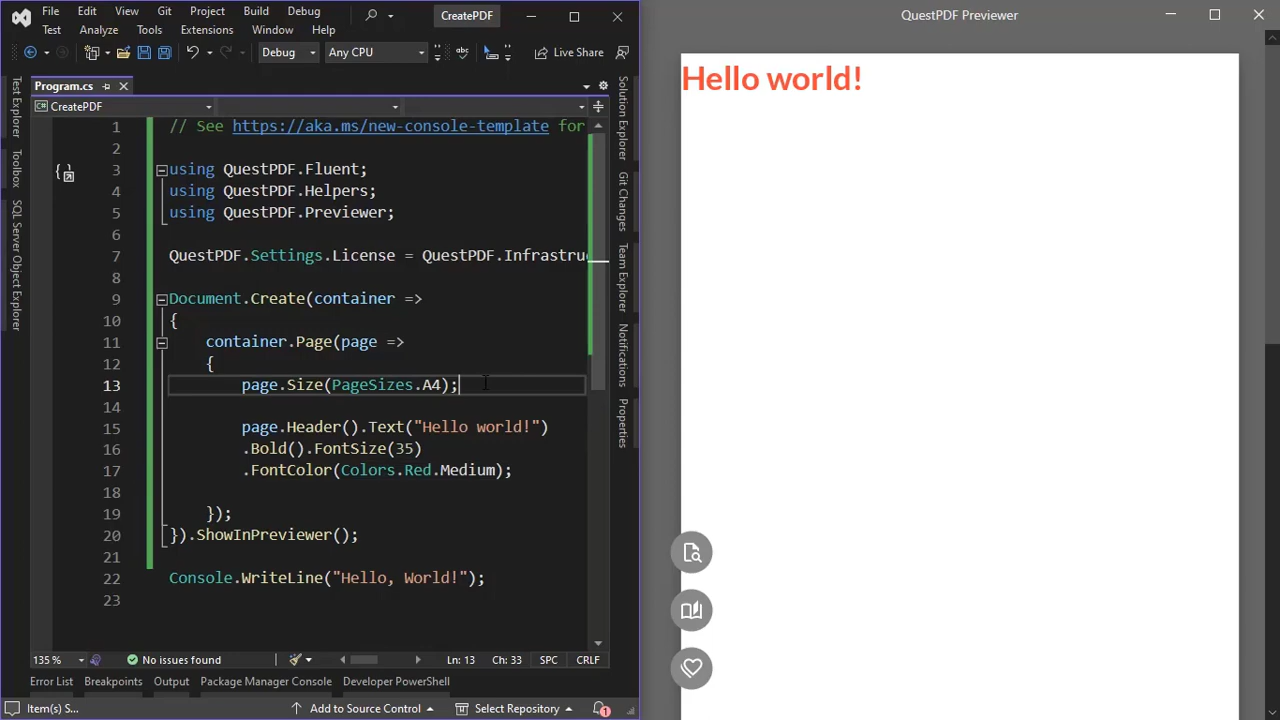 File Edit View Git Project Build Debug
CreatePDF
Test Analyze Tools Extensions Window Help
Debug Any CPU Live Share
Program.cs
CreatePDF
Test Explorer
Toolbox
SQL Server Object Explorer
1 // See https://aka.ms/new-console-template for
2
3 using QuestPDF.Fluent;
4 using QuestPDF.Helpers;
5 using QuestPDF.Previewer;
6
7 QuestPDF.Settings.License = QuestPDF.Infrastru
8
9 Document.Create(container =>
10 {
11 container.Page(page =>
12 {
13 page.Size(PageSizes.A4);
14
15 page.Header().Text("Hello world!")
16 .Bold().FontSize(35)
17 .FontColor(Colors.Red.Medium);
18
19 });
20 }).ShowInPreviewer();
21
22 Console.WriteLine("Hello, World!");
23
Solution Explorer
Git Changes
Team Explorer
Notifications
Properties
135 % No issues found Ln: 13 Ch: 33 SPC CRLF
Error List Breakpoints Output Package Manager Console Developer PowerShell
Item(s) S... Add to Source Control Select Repository 1
QuestPDF Previewer
Hello world!